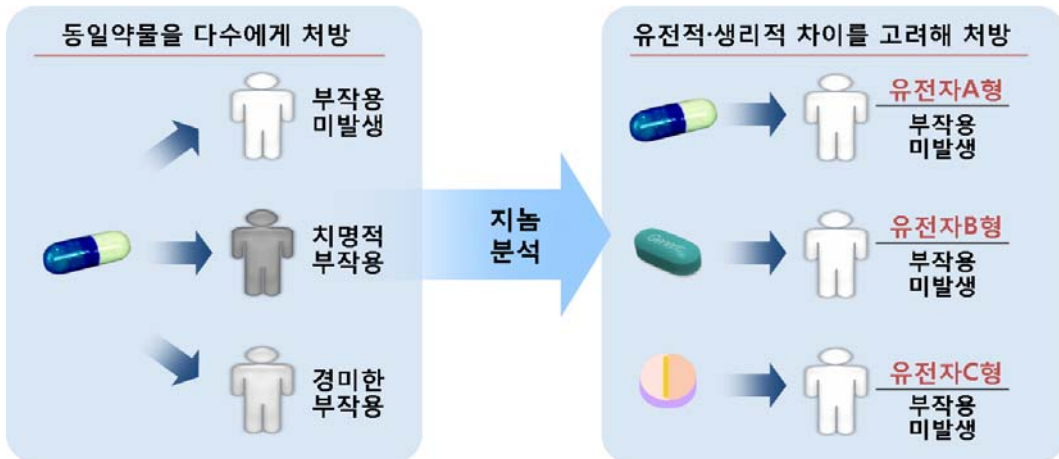 동일약물을 다수에게 처방
부작용
미발생
치명적
부작용
경미한
부작용
지놈
분석
유전적·생리적 차이를 고려해 처방
유전자A형
부작용
미발생
유전자B형
부작용
미발생
유전자C형
부작용
미발생